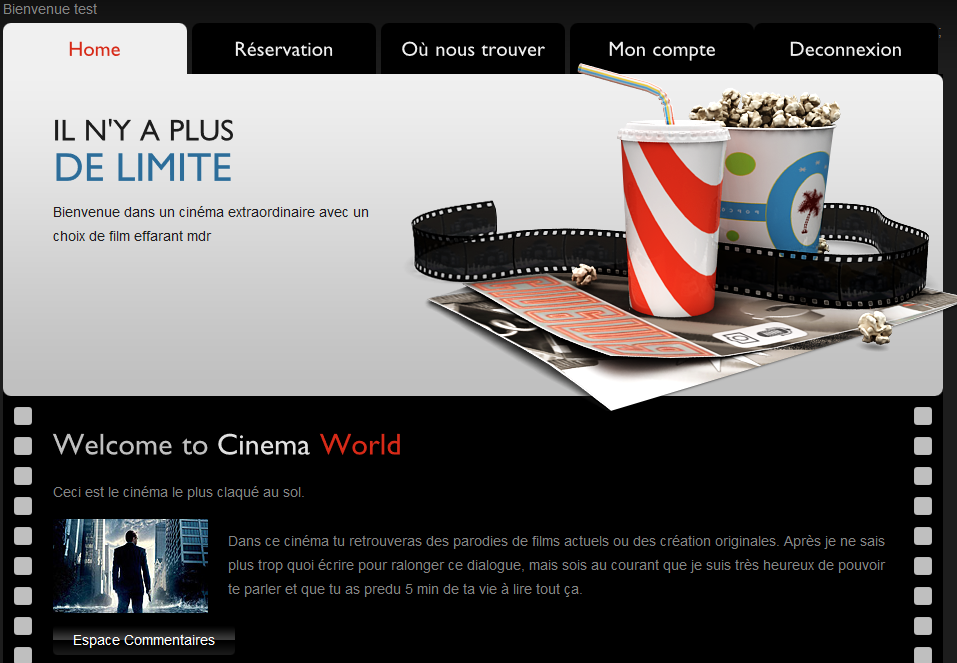 Bienvenue test
Home
Réservation
Où nous trouver
Mon compte
Deconnexion
IL N'Y A PLUS
DE LIMITE
Bienvenue dans un cinéma extraordinaire avec un
choix de film effarant mdr
Welcome to Cinema World
Ceci est le cinéma le plus claqué au sol.
Dans ce cinéma tu retrouveras des parodies de films actuels ou des création originales. Après je ne sais
plus trop quoi écrire pour ralonger ce dialogue, mais sois au courant que je suis très heureux de pouvoir
te parler et que tu as predu 5 min de ta vie à lire tout ça.
Espace Commentaires